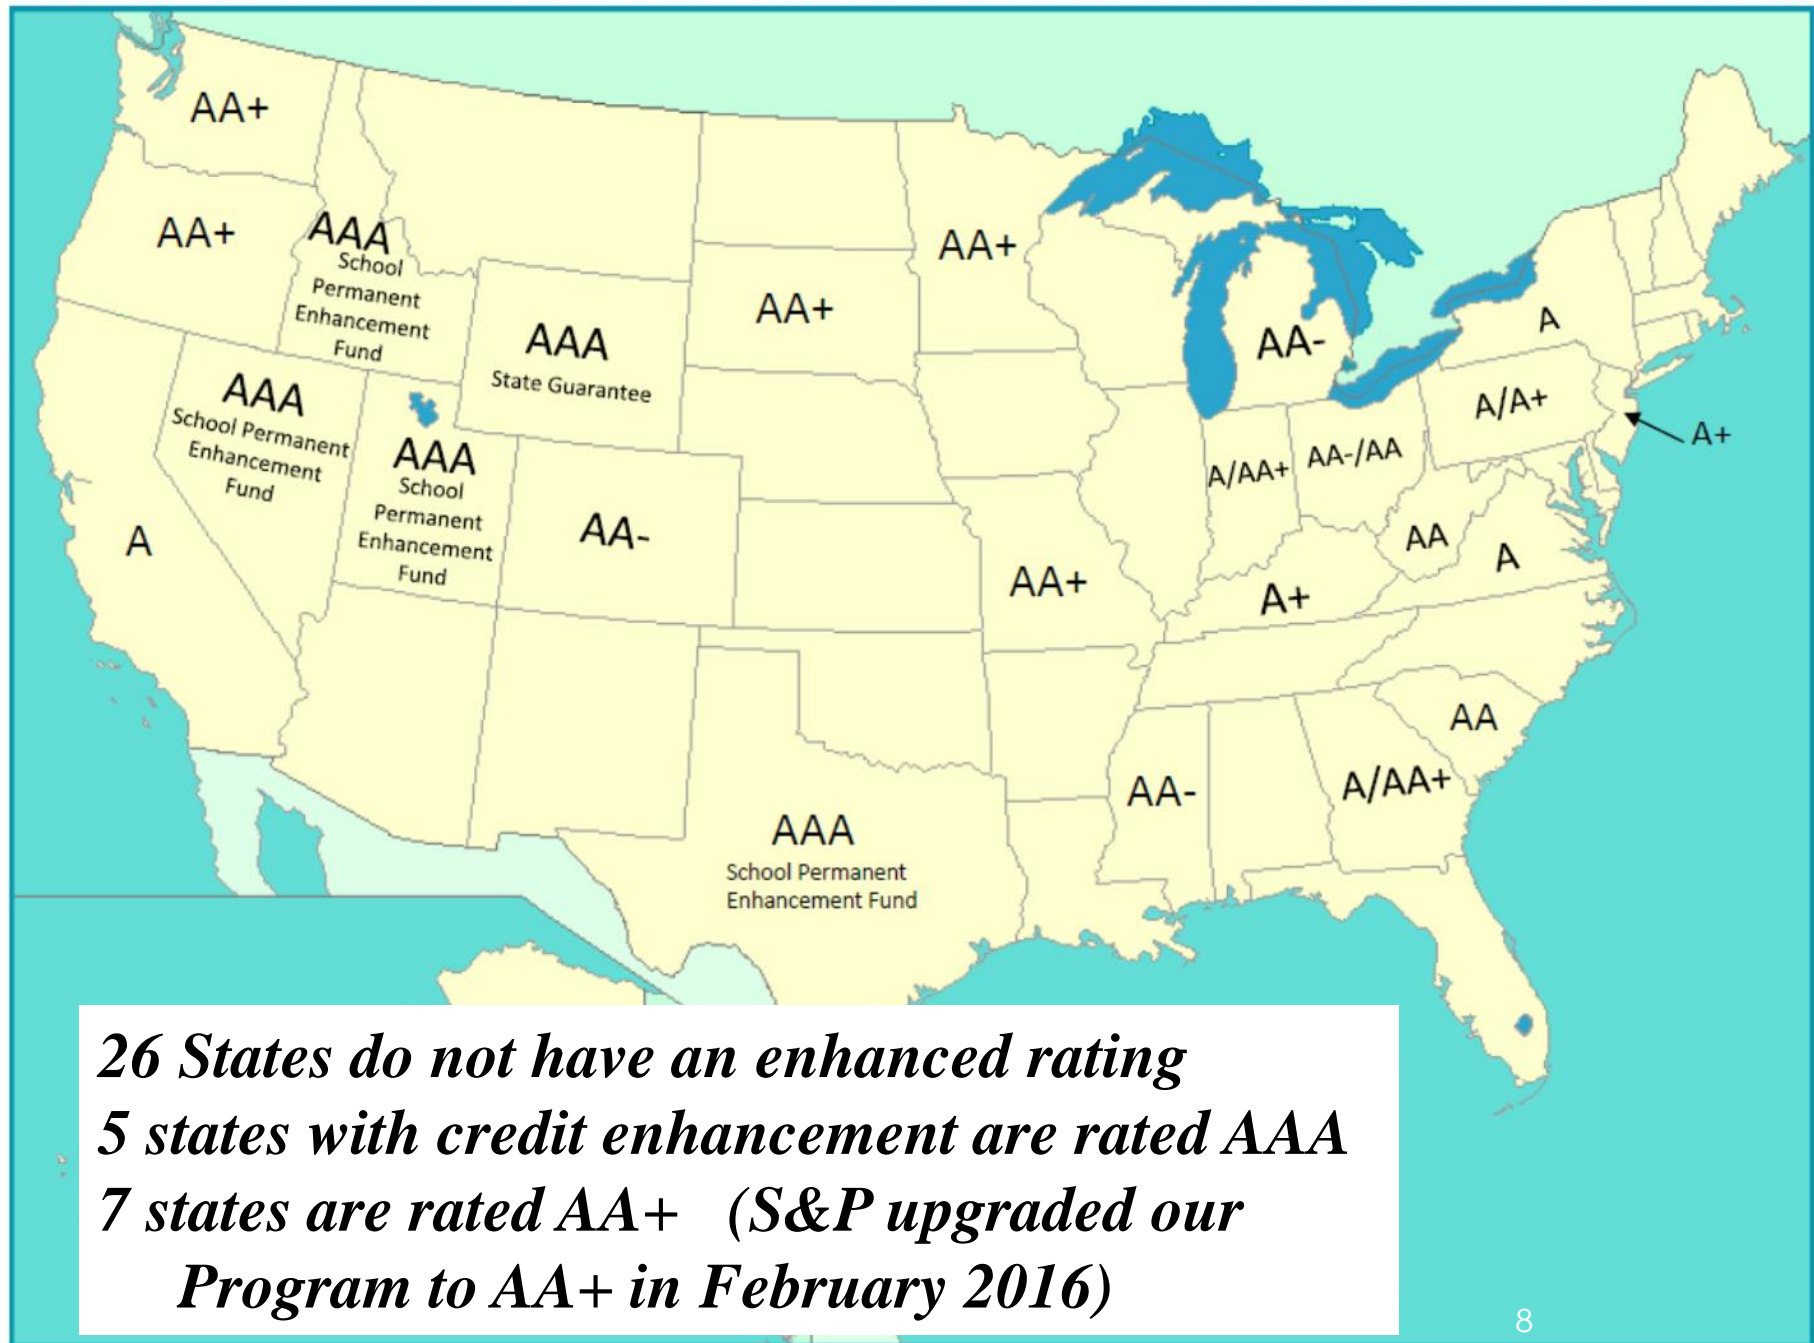 AA+
AA+
AAA
School
Permanent
Enhancement
Fund
AAA
State Guarantee
AAA
School Permanent
Enhancement
Fund
AAA
School
Permanent
Enhancement
Fund
A
AA-
AA+
AA+
AA+
AA-
A
A/A+
A+
A/AA+
AA-/AA
AA
A
A+
AA
AA-
A/AA+
AAA
School Permanent
Enhancement Fund
26 States do not have an enhanced rating
5 states with credit enhancement are rated AAA
7 states are rated AA+ (S&P upgraded our
Program to AA+ in February 2016)
8